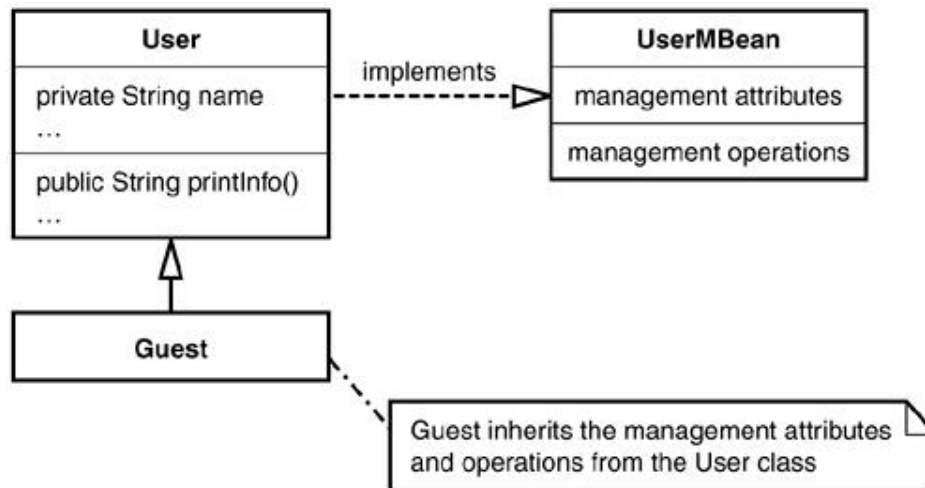 User
private String name
...
public String printInfo()
...
implements
UserMBean
management attributes
management operations
Guest
Guest inherits the management attributes
and operations from the User class